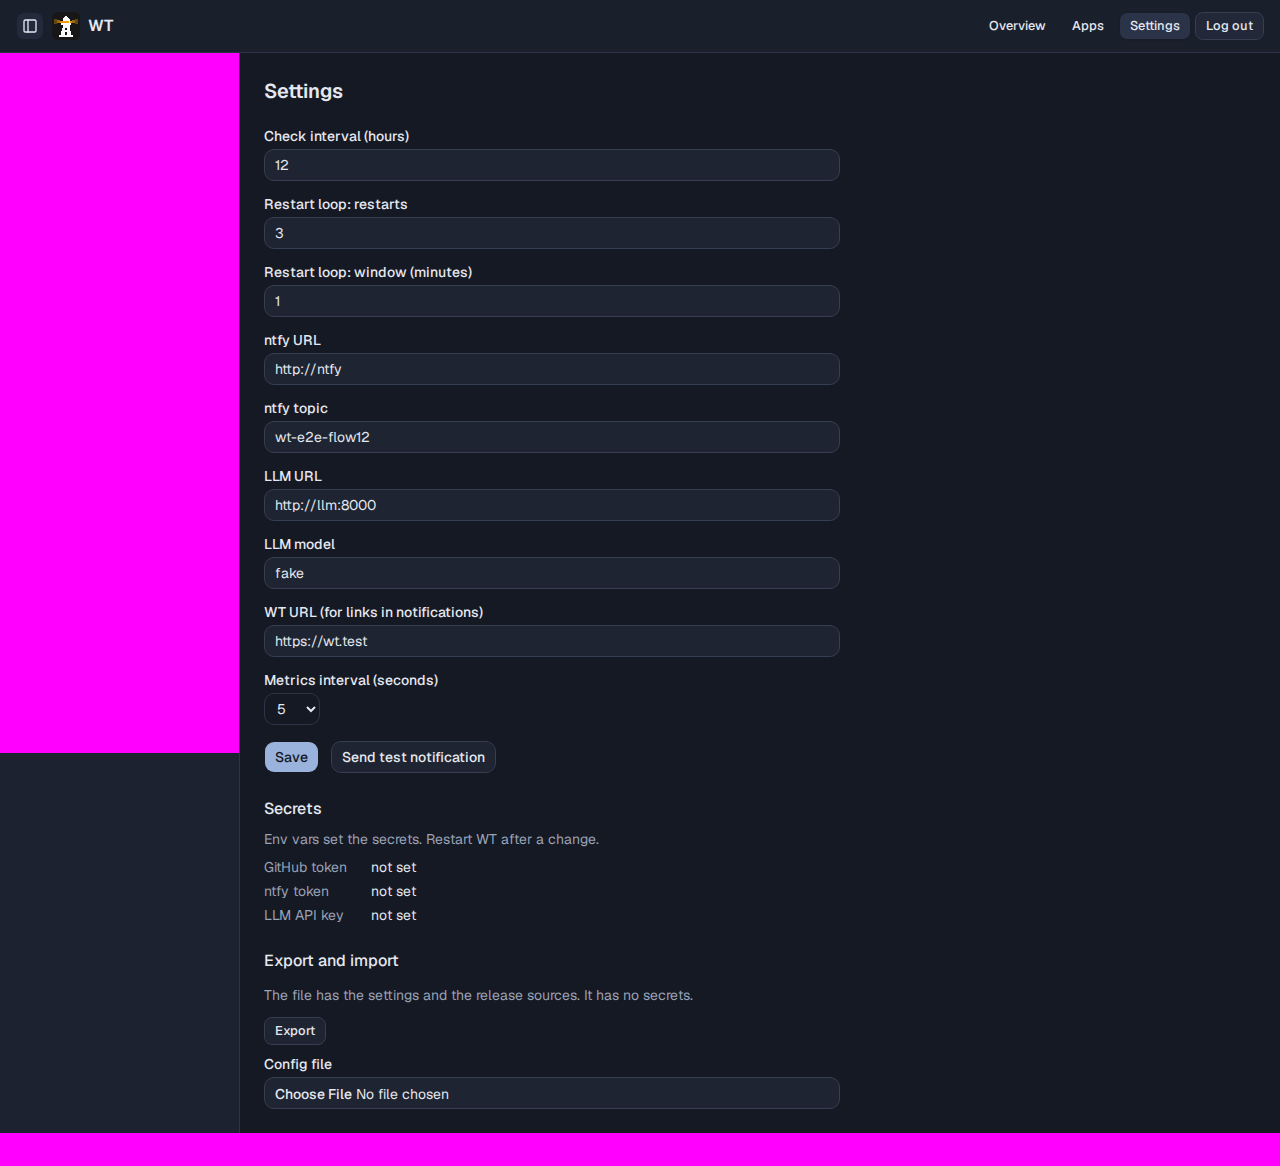 WT
Overview Apps Settings Log out
Settings
Check interval (hours)
12
Restart loop: restarts
3
Restart loop: window (minutes)
1
ntfy URL
http://ntfy
ntfy topic
wt-e2e-flow12
LLM URL
http://llm:8000
LLM model
fake
WT URL (for links in notifications)
https://wt.test
Metrics interval (seconds)
5
Save Send test notification
Secrets
Env vars set the secrets. Restart WT after a change.
GitHub token not set
ntfy token not set
LLM API key not set
Export and import
The file has the settings and the release sources. It has no secrets.
Export
Config file
Choose File No file chosen